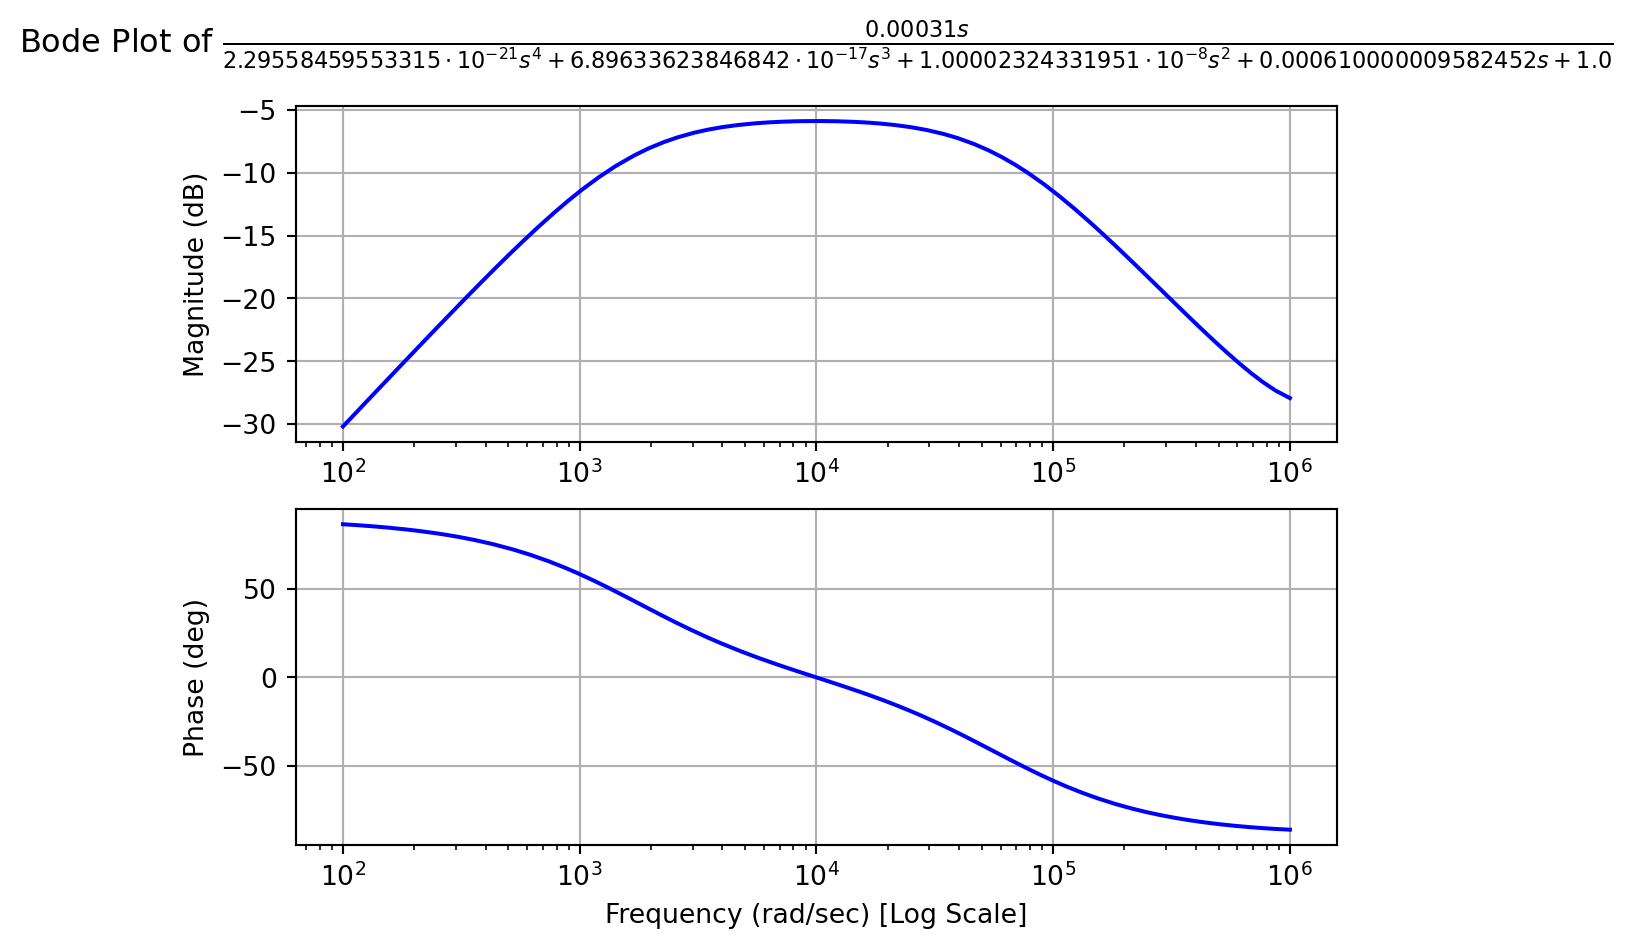 Bode Plot of 0.00031s / 2.29558459553315 · 10^−21 s^4 + 6.89633623846842 · 10^−17 s^3 + 1.00002324331951 · 10^−8 s^2 + 0.000610000009582452s + 1.0
Magnitude (dB)
−5
−10
−15
−20
−25
−30
10^2 10^3 10^4 10^5 10^6
Phase (deg)
50
0
−50
10^2 10^3 10^4 10^5 10^6
Frequency (rad/sec) [Log Scale]